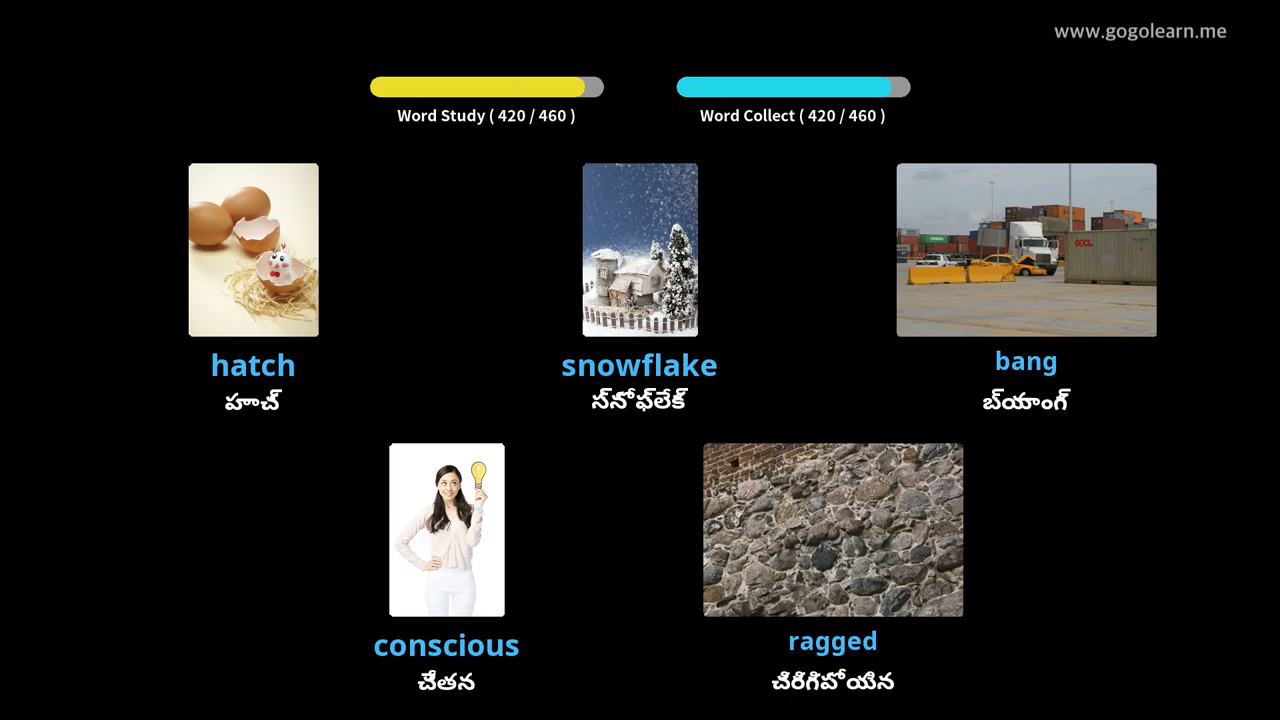 www.gogolearn.me
Word Study ( 420 / 460 )
Word Collect ( 420 / 460 )
hatch
హాచ్
snowflake
స్నోఫ్‌లేక్
bang
బ్యాంగ్
conscious
చేతన
ragged
చిరిగిపోయిన